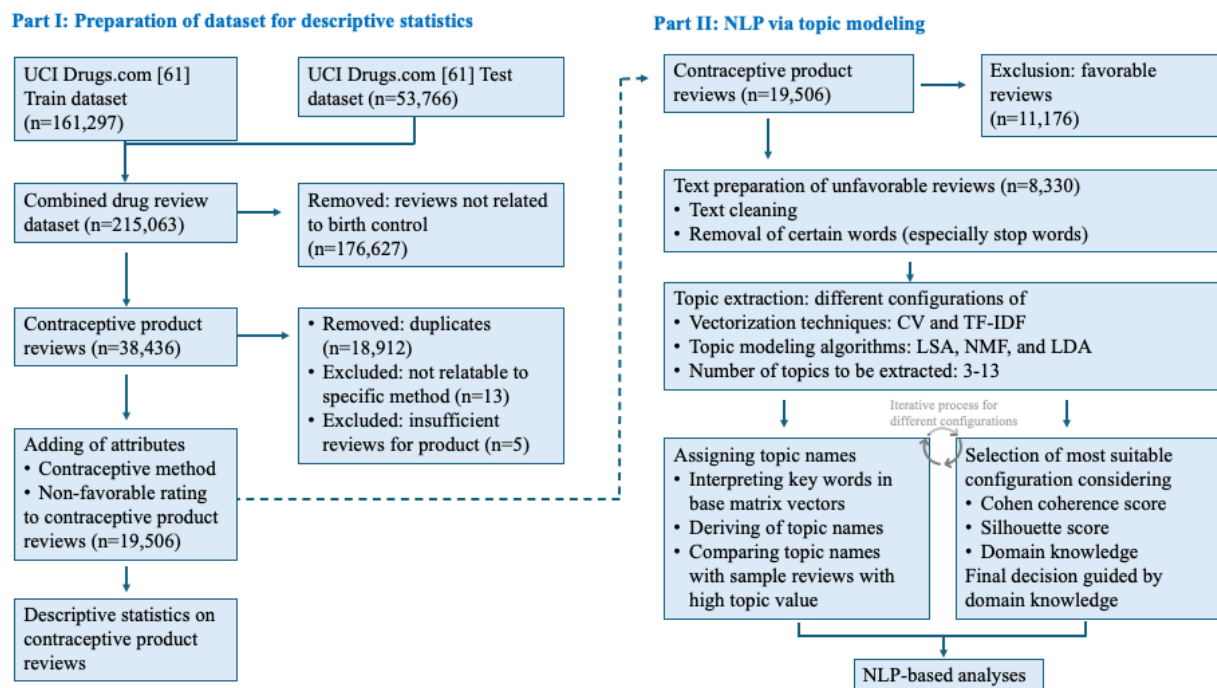 Part I: Preparation of dataset for descriptive statistics
UCI Drugs.com [61]
Train dataset
(n=161,297)
UCI Drugs.com [61] Test
dataset (n=53,766)
Combined drug review
dataset (n=215,063)
Removed: reviews not related
to birth control
(n=176,627)
Contraceptive product
reviews (n=38,436)
• Removed: duplicates
(n=18,912)
• Excluded: not relatable to
specific method (n=13)
• Excluded: insufficient
reviews for product (n=5)
Adding of attributes
• Contraceptive method
• Non-favorable rating
to contraceptive product
reviews (n=19,506)
Descriptive statistics on
contraceptive product
reviews
Part II: NLP via topic modeling
Contraceptive product
reviews (n=19,506)
Exclusion: favorable
reviews
(n=11,176)
Text preparation of unfavorable reviews (n=8,330)
• Text cleaning
• Removal of certain words (especially stop words)
Topic extraction: different configurations of
• Vectorization techniques: CV and TF-IDF
• Topic modeling algorithms: LSA, NMF, and LDA
• Number of topics to be extracted: 3-13
Iterative process for
different configurations
Assigning topic names
• Interpreting key words in
base matrix vectors
• Deriving of topic names
• Comparing topic names
with sample reviews with
high topic value
Selection of most suitable
configuration considering
• Cohen coherence score
• Silhouette score
• Domain knowledge
Final decision guided by
domain knowledge
NLP-based analyses